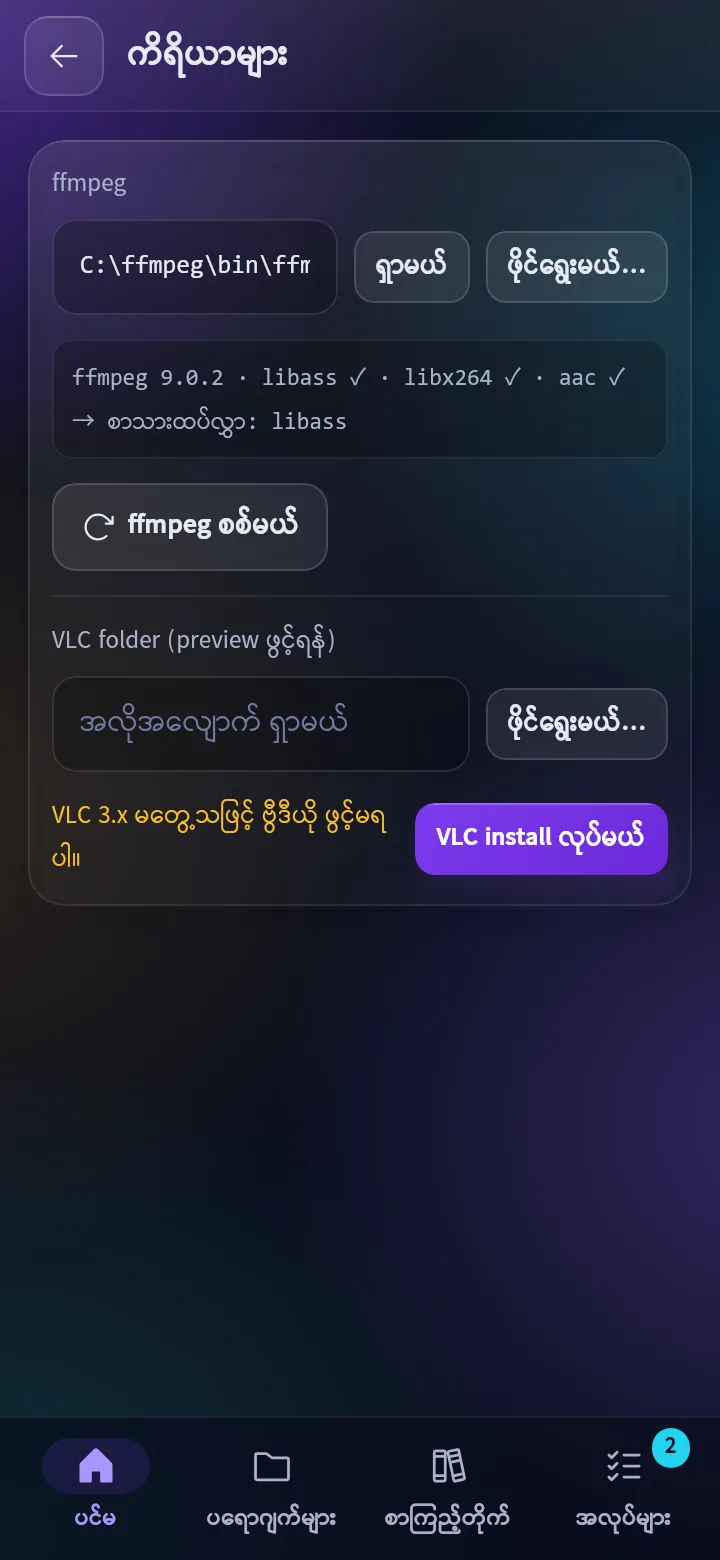 ကိရိယာများ
ffmpeg
C:\ffmpeg\bin\ffm
ရှာမယ်
ဖိုင်ရွေးမယ်…
ffmpeg 9.0.2 · libass ✓ · libx264 ✓ · aac ✓
→ စာသားထပ်လွှာ: libass
ffmpeg စစ်မယ်
VLC folder (preview ဖွင့်ရန်)
အလိုအလျောက် ရှာမယ်
ဖိုင်ရွေးမယ်…
VLC 3.x မတွေ့သဖြင့် ဗွီဒီယို ဖွင့်မရ
ပါ။
VLC install လုပ်မယ်
2
ပင်မ
ပရောဂျက်များ
စာကြည့်တိုက်
အလုပ်များ